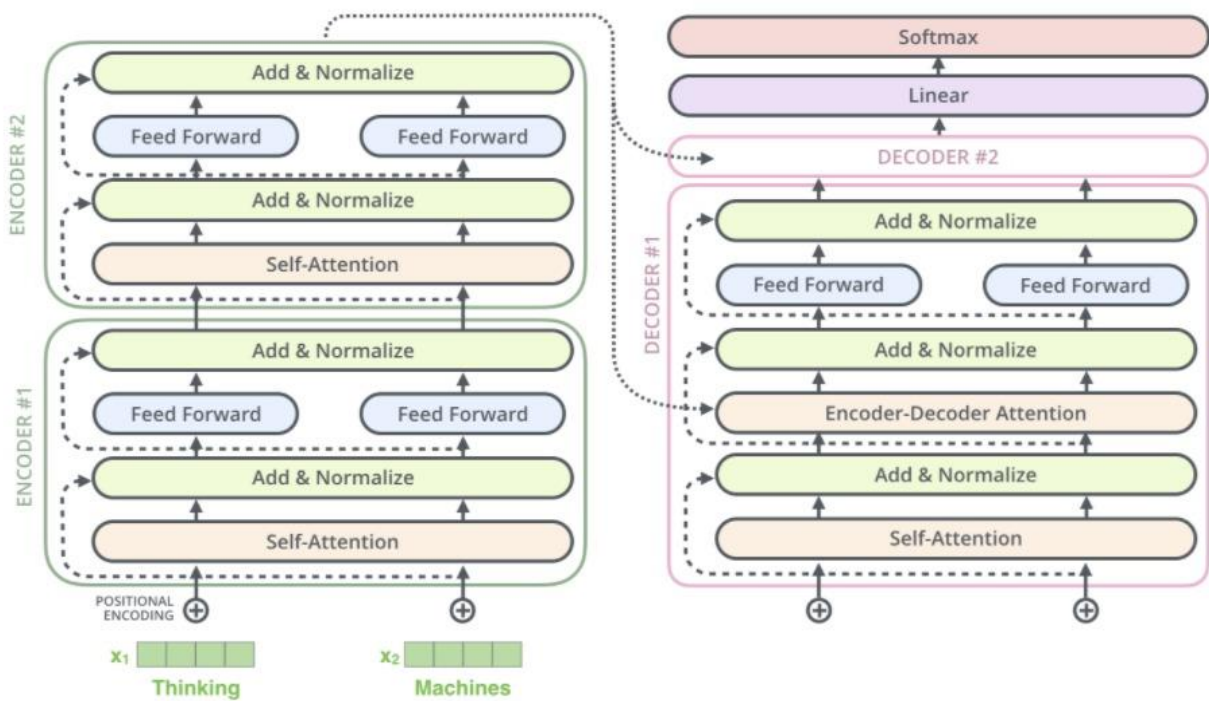 ENCODER #2
Add & Normalize
Feed Forward Feed Forward
Add & Normalize
Self-Attention
ENCODER #1
Add & Normalize
Feed Forward Feed Forward
Add & Normalize
Self-Attention
POSITIONAL
ENCODING
x1 x2
Thinking Machines
Softmax
Linear
DECODER #2
DECODER #1
Add & Normalize
Feed Forward Feed Forward
Add & Normalize
Encoder-Decoder Attention
Add & Normalize
Self-Attention